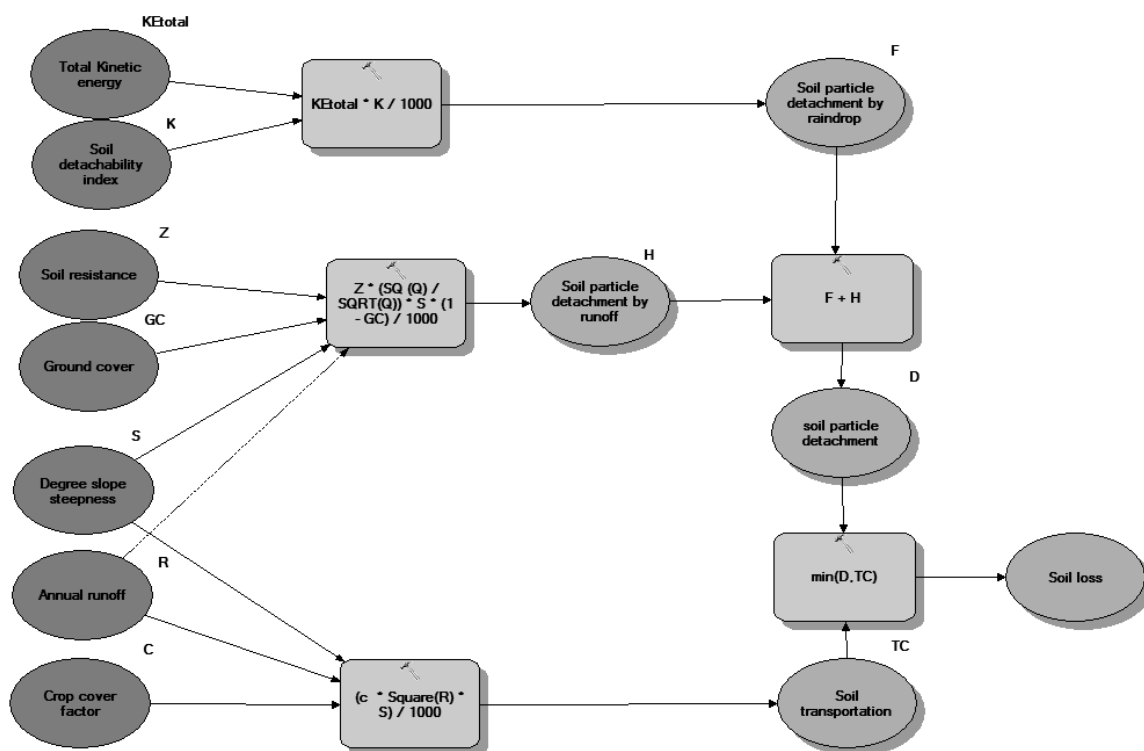 KEtotal
Total Kinetic
energy
K
Soil
detachability
index
KEtotal * K / 1000
F
Soil particle
detachment by
raindrop
Z
Soil resistance
GC
Ground cover
Z * (SQ (Q) /
SQRT(Q)) * S * (1
- GC) / 1000
H
Soil particle
detachment by
runoff
F + H
D
soil particle
detachment
S
Degree slope
steepness
R
Annual runoff
C
Crop cover
factor
(c * Square(R) *
S) / 1000
TC
Soil
transportation
min(D,TC)
Soil loss